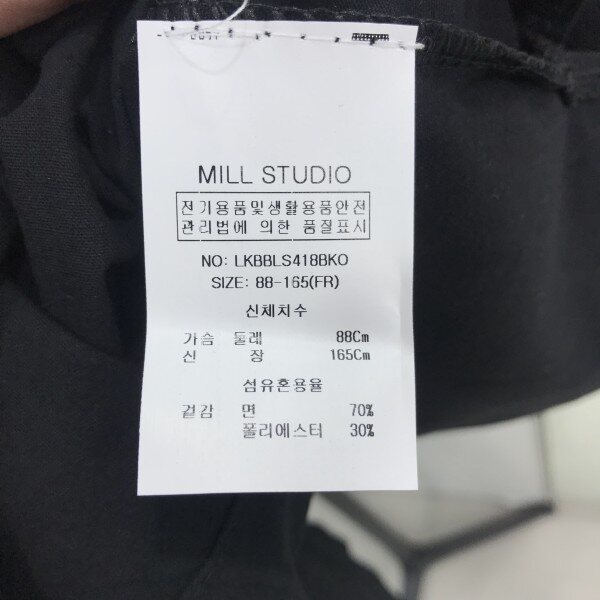 MILL STUDIO
전기용품및생활용품안전
관리법에 의한 품질표시
NO: LKBBLS418BKO
SIZE: 88-165(FR)
신체치수
가슴 둘레 88Cm
신 장 165Cm
섬유혼용율
겉감 면 70%
폴리에스터 30%